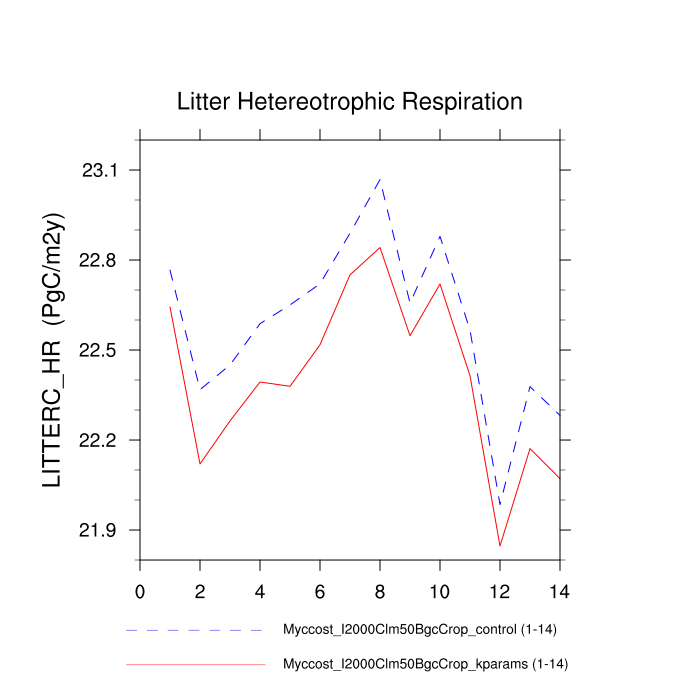 Litter Hetereotrophic Respiration
LITTERC_HR (PgC/m2y)
23.1
22.8
22.5
22.2
21.9
0 2 4 6 8 10 12 14
Myccost_I2000Clm50BgcCrop_control (1-14)
Myccost_I2000Clm50BgcCrop_kparams (1-14)